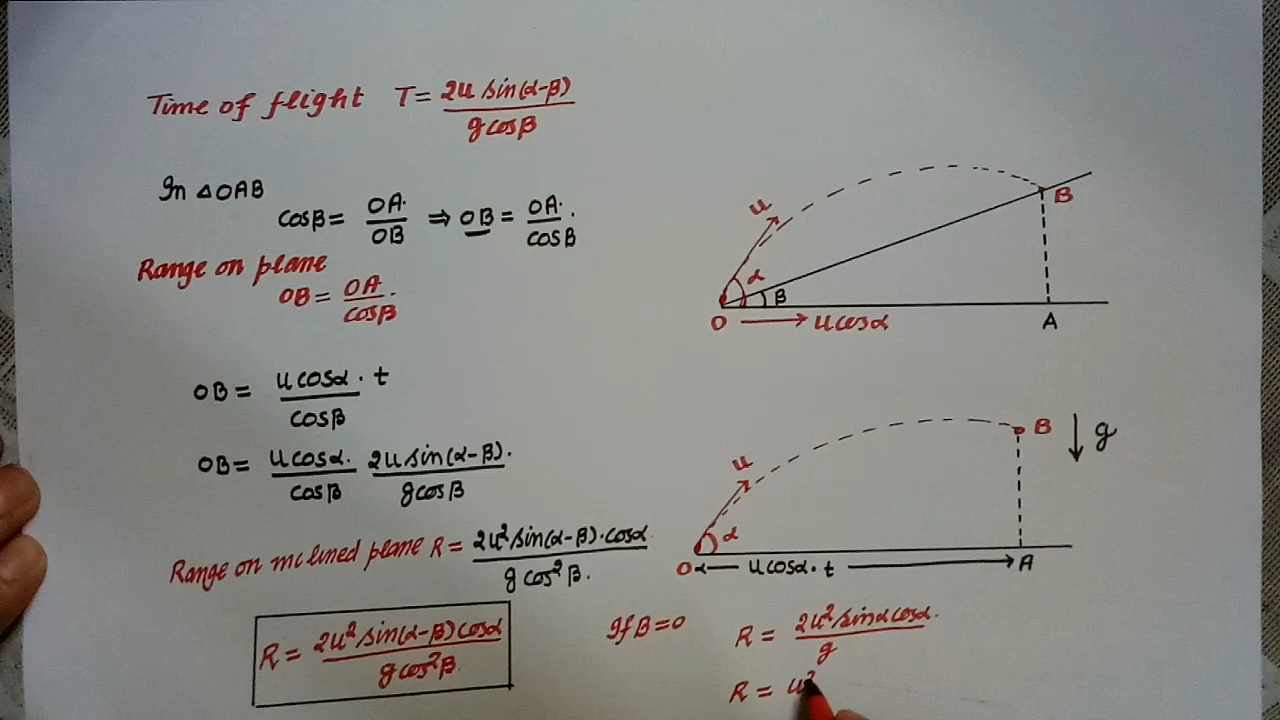 Time of flight T = 2u sin(α-β) / g cosβ
In △OAB
cosβ = OA / OB ⇒ OB = OA / cosβ
Range on plane
OB = OA / cosβ
OB = u cosα · t / cosβ
OB = u cosα / cosβ · 2u sin(α-β) / g cosβ
Range on inclined plane R = 2u² sin(α-β)·cosα / g cos²β
R = 2u² sin(α-β) cosα / g cos²β
u
α
β
B
O → u cosα
A
u
α
B
g
O
u cosα · t
A
If β=0
R = 2u² sinα cosα / g
R = u²